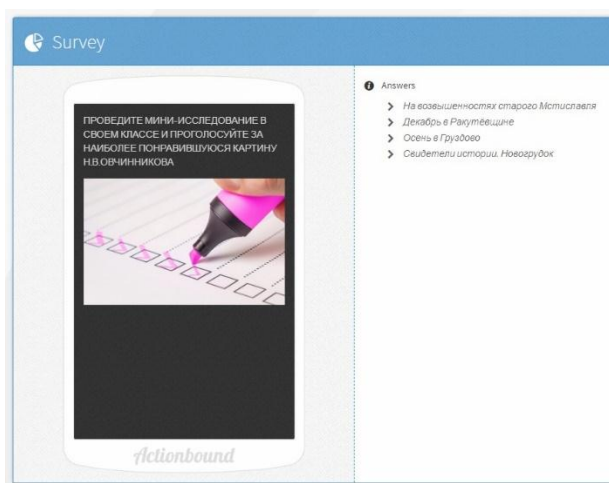 Survey
ПРОВЕДИТЕ МИНИ-ИССЛЕДОВАНИЕ В
СВОЕМ КЛАССЕ И ПРОГОЛОСУЙТЕ ЗА
НАИБОЛЕЕ ПОНРАВИВШУЮСЯ КАРТИНУ
Н.В.ОВЧИННИКОВА
Actionbound
Answers
На возвышенностях старого Мстиславля
Декабрь в Ракутёвщине
Осень в Груздово
Свидетели истории. Новогрудок